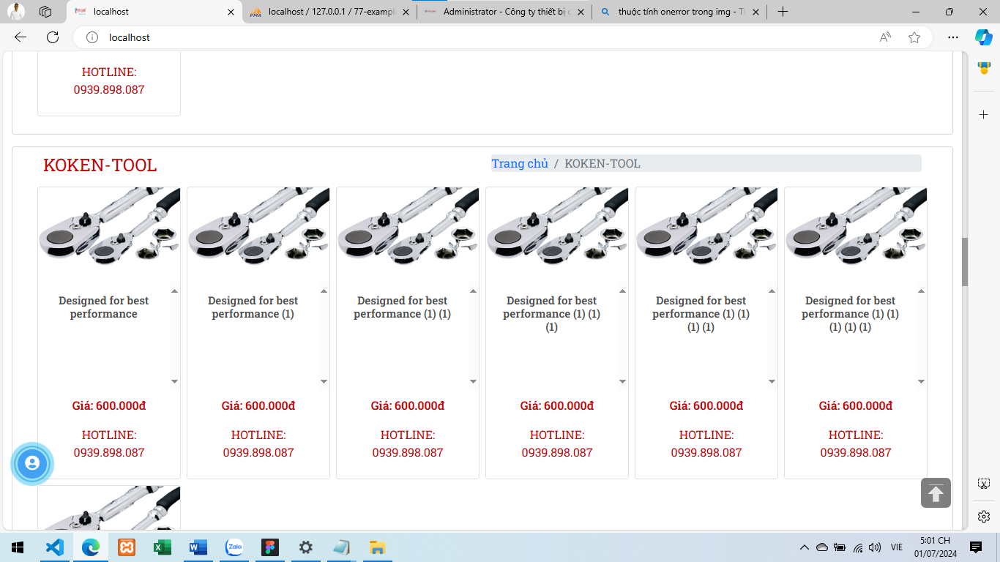 localhost
localhost / 127.0.0.1 / 77-exampl
Administrator - Công ty thiết bị c
thuộc tính onerror trong img - Tì
localhost
HOTLINE:
0939.898.087
KOKEN-TOOL
Trang chủ / KOKEN-TOOL
Designed for best
performance
Designed for best
performance (1)
Designed for best
performance (1) (1)
Designed for best
performance (1) (1)
(1)
Designed for best
performance (1) (1)
(1) (1)
Designed for best
performance (1) (1)
(1) (1) (1)
Giá: 600.000đ
Giá: 600.000đ
Giá: 600.000đ
Giá: 600.000đ
Giá: 600.000đ
Giá: 600.000đ
HOTLINE:
0939.898.087
HOTLINE:
0939.898.087
HOTLINE:
0939.898.087
HOTLINE:
0939.898.087
HOTLINE:
0939.898.087
HOTLINE:
0939.898.087
Zalo
VIE
5:01 CH
01/07/2024